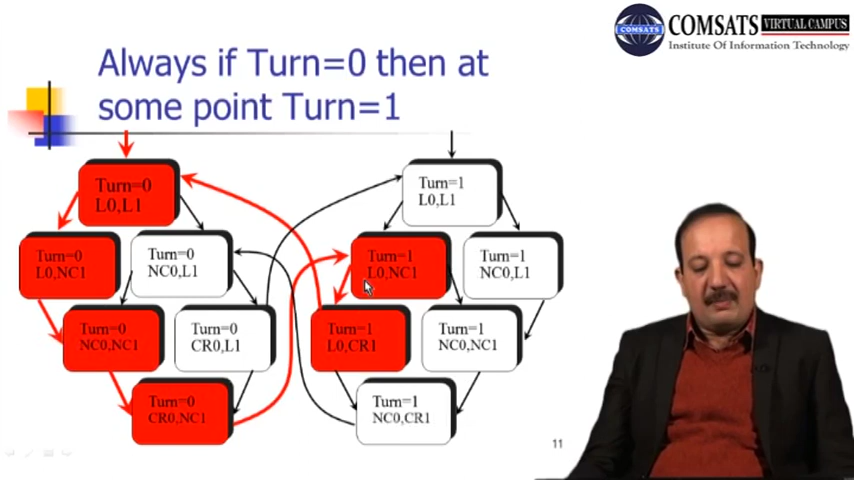 COMSATS VIRTUAL CAMPUS
Institute Of Information Technology
COMSATS
Always if Turn=0 then at
some point Turn=1
Turn=0
L0,L1
Turn=1
L0,L1
Turn=0
L0,NC1
Turn=0
NC0,L1
Turn=1
L0,NC1
Turn=1
NC0,L1
Turn=0
NC0,NC1
Turn=0
CR0,L1
Turn=1
L0,CR1
Turn=1
NC0,NC1
Turn=0
CR0,NC1
Turn=1
NC0,CR1
11